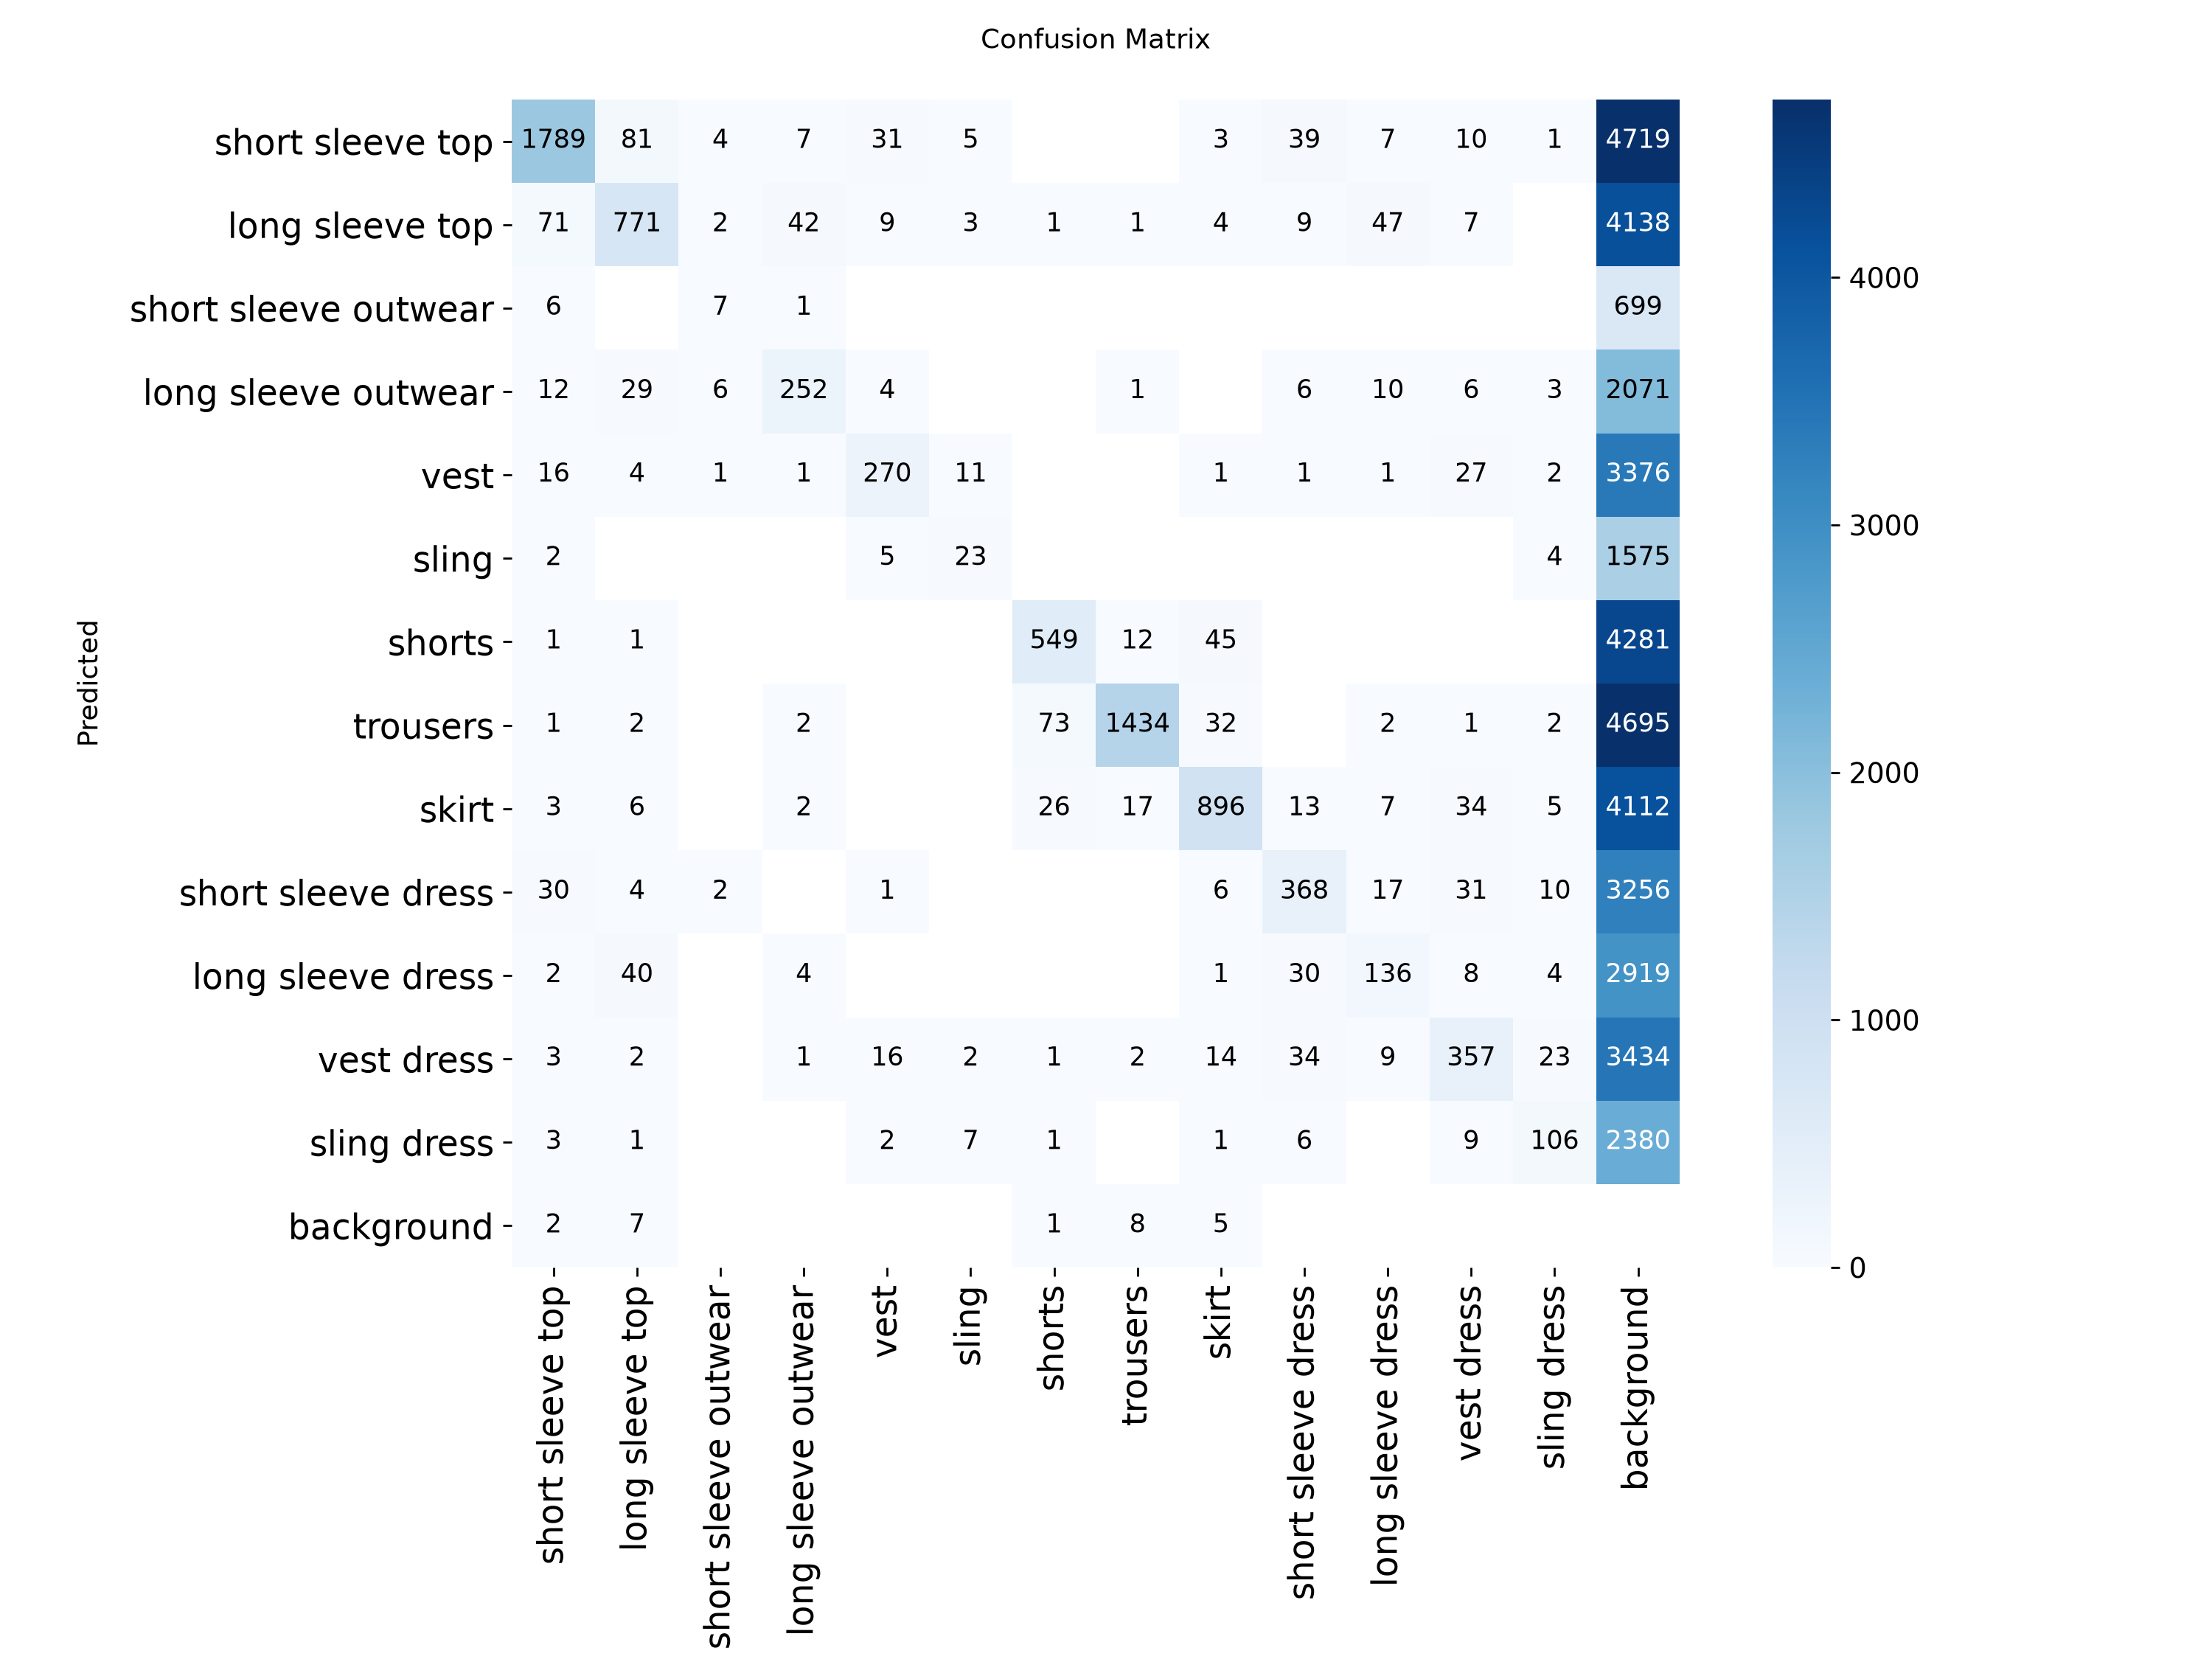 Confusion Matrix
short sleeve top 1789 81 4 7 31 5 3 39 7 10 1 4719
long sleeve top 71 771 2 42 9 3 1 1 4 9 47 7 4138
short sleeve outwear 6 7 1 699
long sleeve outwear 12 29 6 252 4 1 6 10 6 3 2071
vest 16 4 1 1 270 11 1 1 1 27 2 3376
sling 2 5 23 4 1575
shorts 1 1 549 12 45 4281
trousers 1 2 2 73 1434 32 2 1 2 4695
skirt 3 6 2 26 17 896 13 7 34 5 4112
short sleeve dress 30 4 2 1 6 368 17 31 10 3256
long sleeve dress 2 40 4 1 30 136 8 4 2919
vest dress 3 2 1 16 2 1 2 14 34 9 357 23 3434
sling dress 3 1 2 7 1 1 6 9 106 2380
background 2 7 1 8 5
Predicted
short sleeve top
long sleeve top
short sleeve outwear
long sleeve outwear
vest
sling
shorts
trousers
skirt
short sleeve dress
long sleeve dress
vest dress
sling dress
background
4000
3000
2000
1000
0